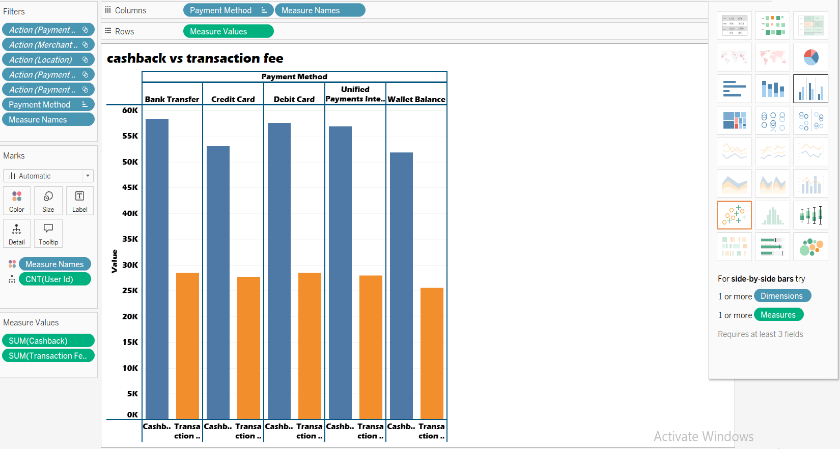 Filters
Action (Payment ..
Action (Merchant ..
Action (Location)
Action (Payment ..
Action (Payment ..
Payment Method
Measure Names
Marks
Automatic
Color
Size
Label
Detail
Tooltip
Measure Names
CNT(User Id)
Measure Values
SUM(Cashback)
SUM(Transaction Fe..
Columns
Payment Method
Measure Names
Rows
Measure Values
cashback vs transaction fee
Payment Method
Bank Transfer
Credit Card
Debit Card
Unified
Payments Inte..
Wallet Balance
60K
55K
50K
45K
40K
35K
30K
25K
20K
15K
10K
5K
0K
Value
Cashb..
Transa
ction ..
Cashb..
Transa
ction ..
Cashb..
Transa
ction ..
Cashb..
Transa
ction ..
Cashb..
Transa
ction ..
For side-by-side bars try
1 or more Dimensions
1 or more Measures
Requires at least 3 fields
Activate Windows